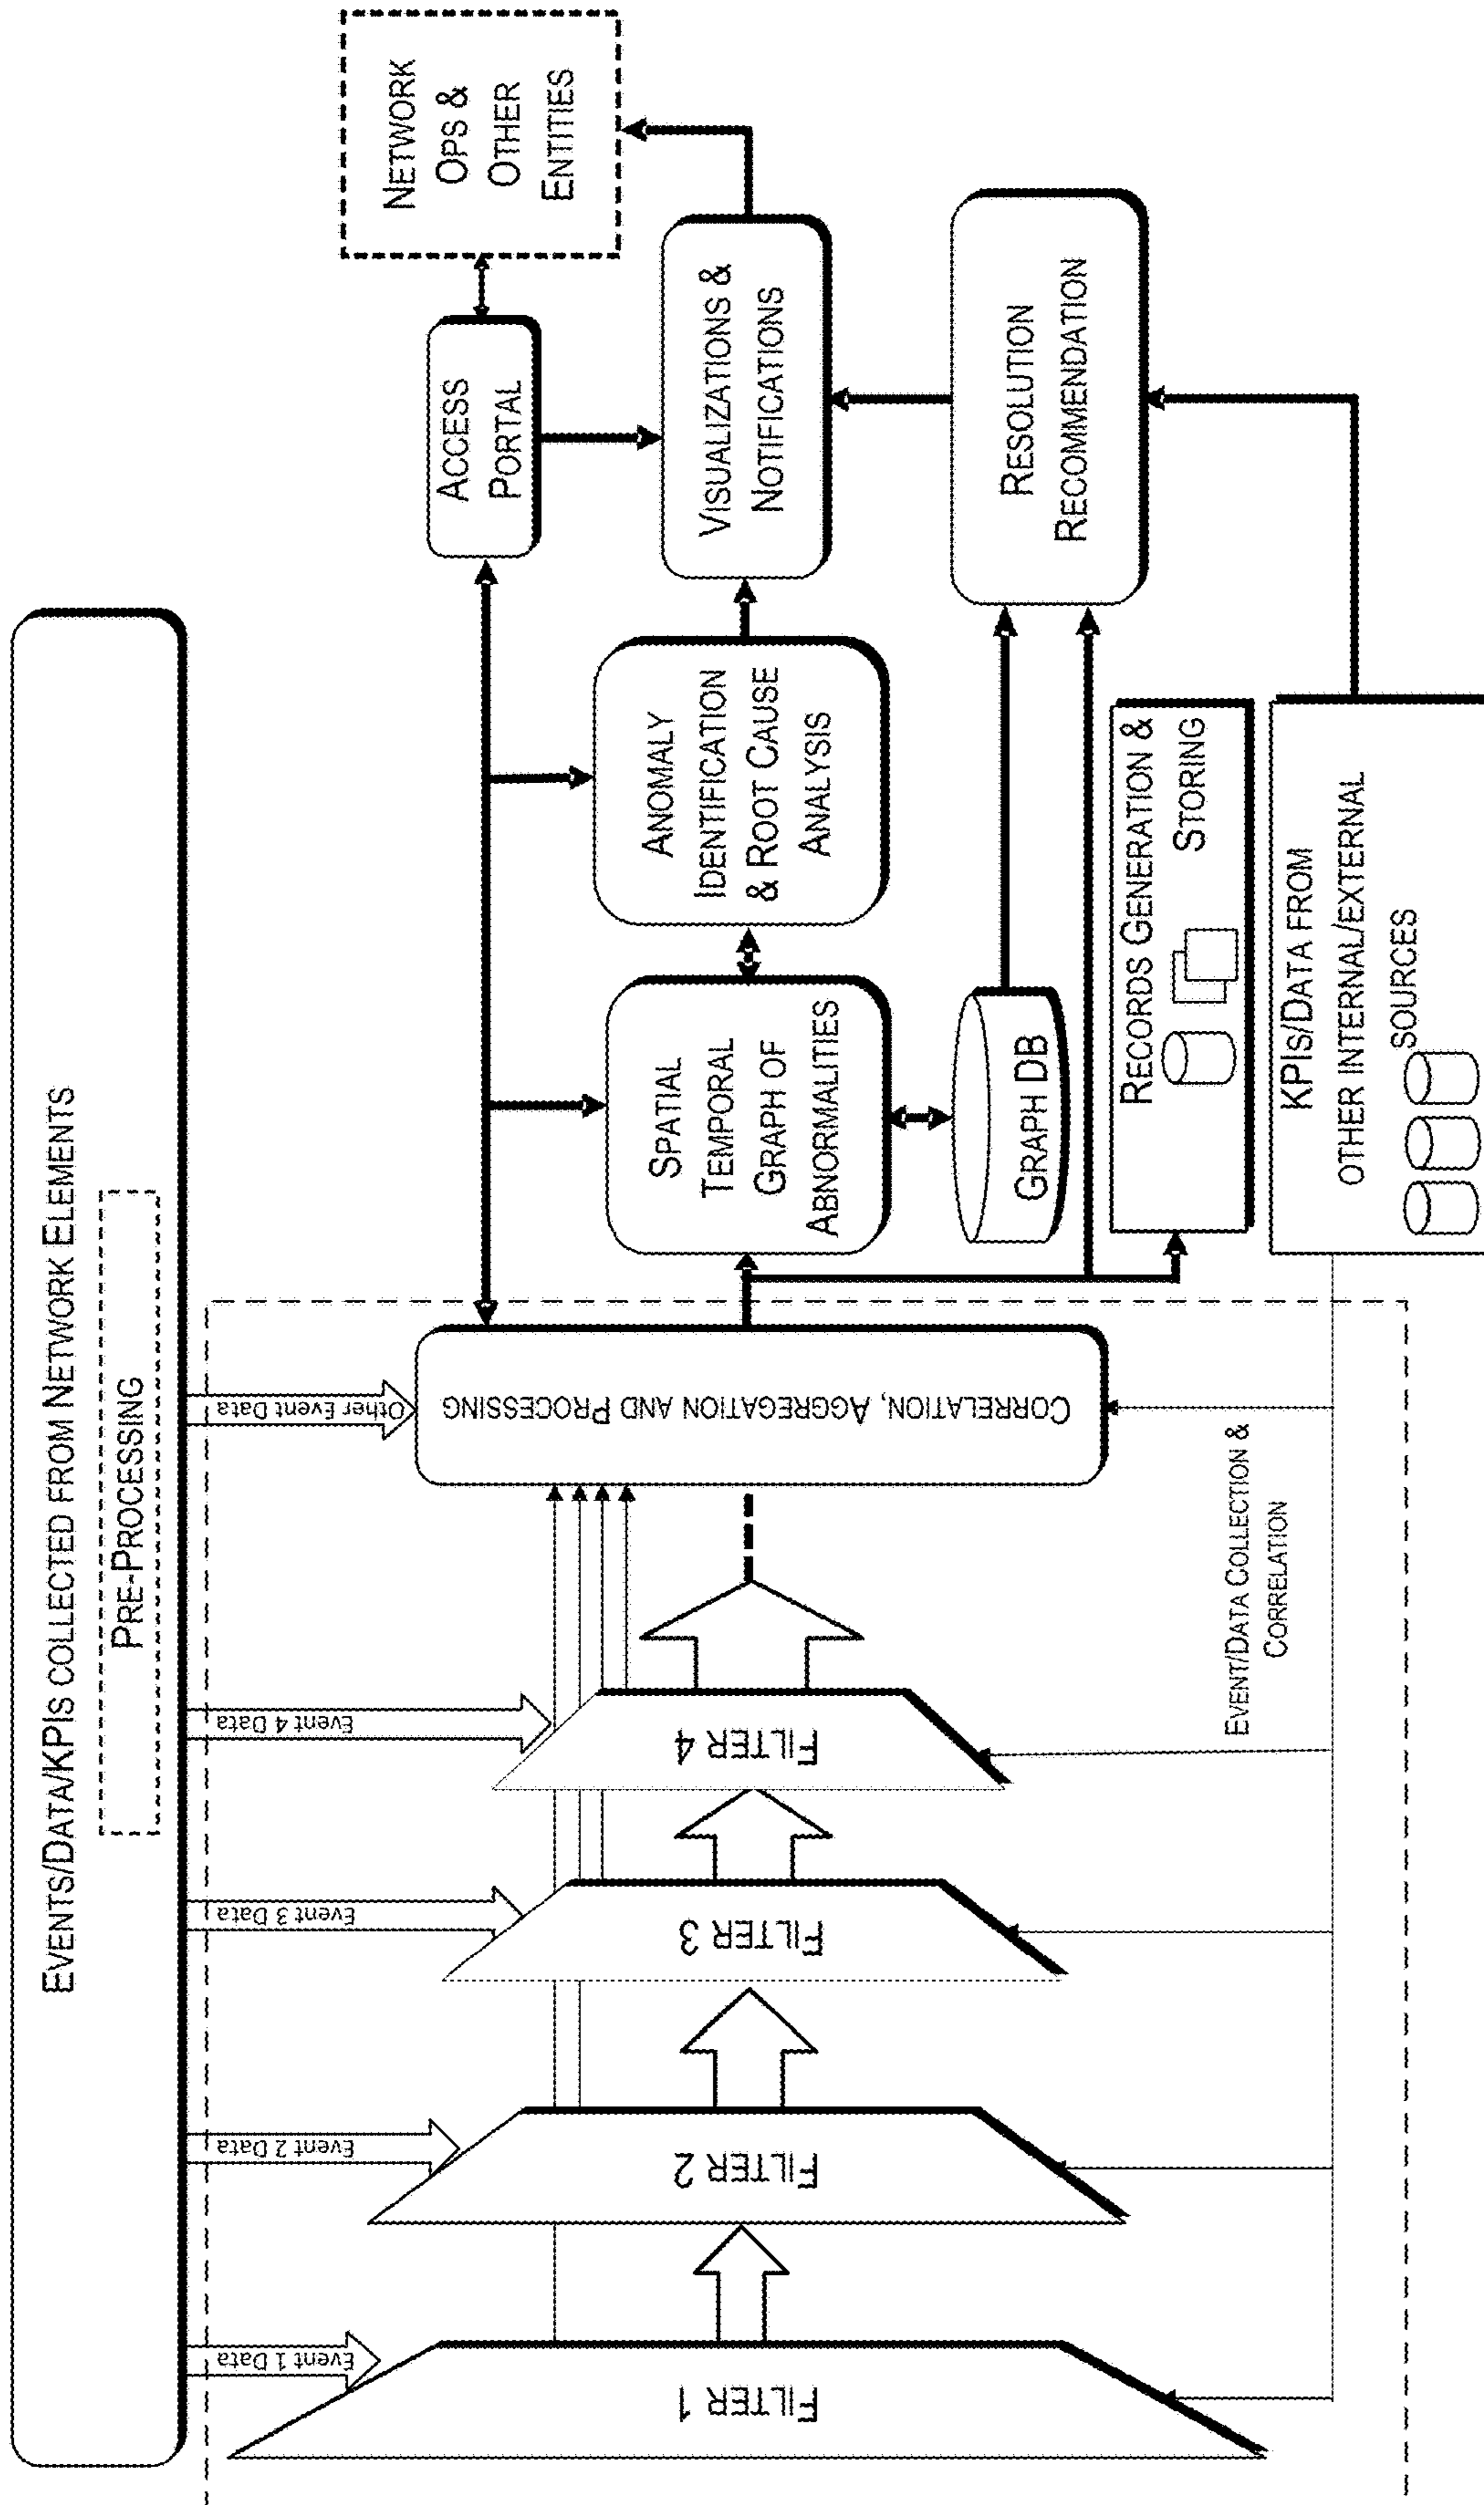 EVENTS/DATA/KPIS COLLECTED FROM NETWORK ELEMENTS
PRE-PROCESSING
Event 1 Data
Event 2 Data
Event 3 Data
Event 4 Data
Other Event Data
FILTER 1
FILTER 2
FILTER 3
FILTER 4
CORRELATION, AGGREGATION AND PROCESSING
EVENT/DATA COLLECTION &
CORRELATION
SPATIAL
TEMPORAL
GRAPH OF
ABNORMALITIES
ANOMALY
IDENTIFICATION
& ROOT CAUSE
ANALYSIS
ACCESS
PORTAL
NETWORK
OPS &
OTHER
ENTITIES
VISUALIZATIONS &
NOTIFICATIONS
GRAPH DB
RESOLUTION
RECOMMENDATION
RECORDS GENERATION &
STORING
KPIS/DATA FROM
OTHER INTERNAL/EXTERNAL
SOURCES